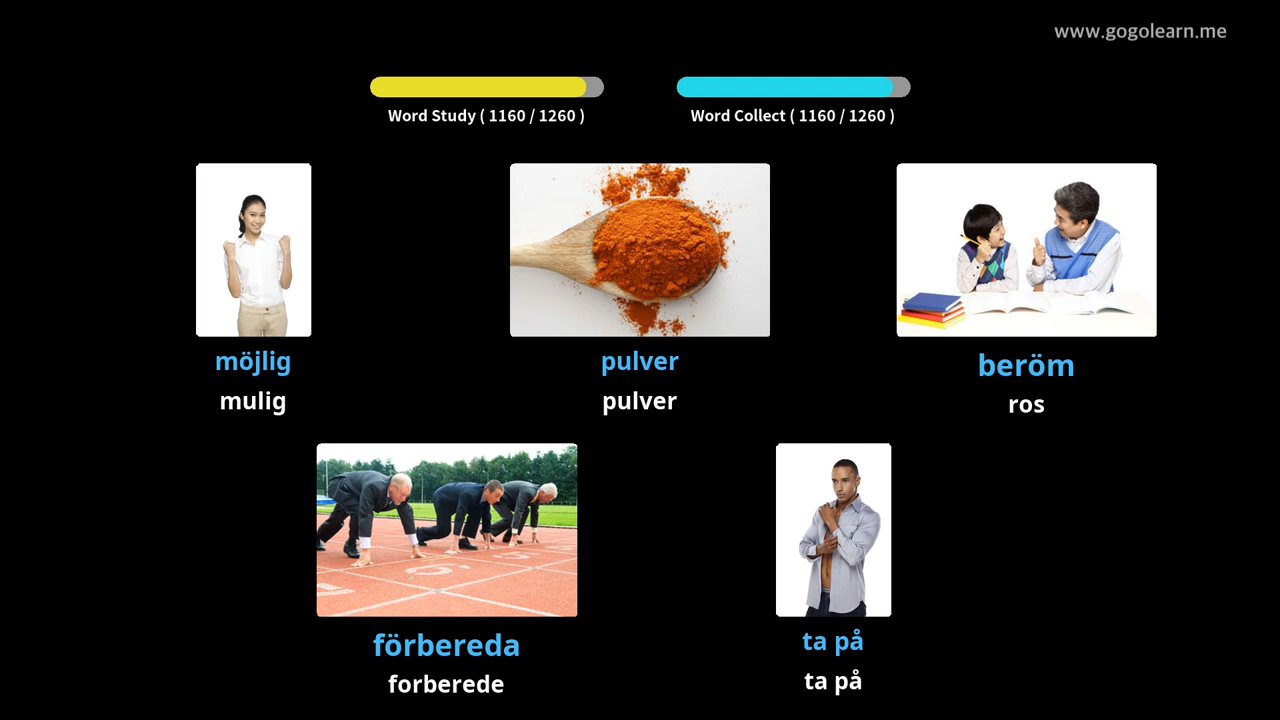 www.gogolearn.me
Word Study ( 1160 / 1260 )
Word Collect ( 1160 / 1260 )
möjlig
mulig
pulver
pulver
beröm
ros
förbereda
forberede
ta på
ta på